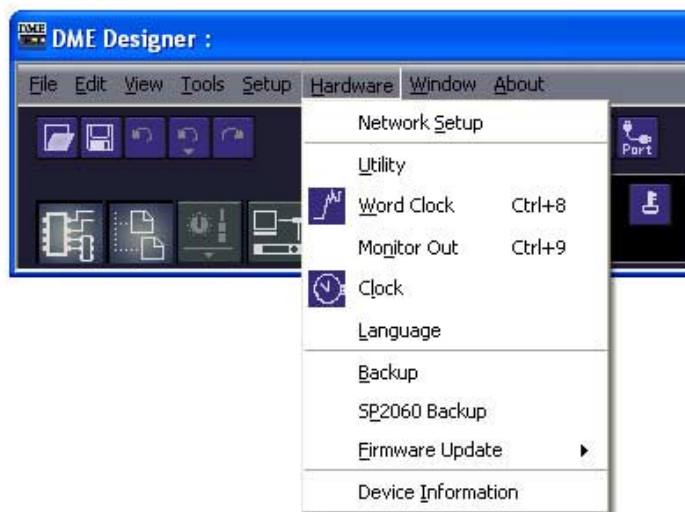 DME Designer :
File Edit View Tools Setup Hardware Window About
Network Setup
Port
Utility
Word Clock Ctrl+8
Monitor Out Ctrl+9
Clock
Language
Backup
SP2060 Backup
Firmware Update
Device Information